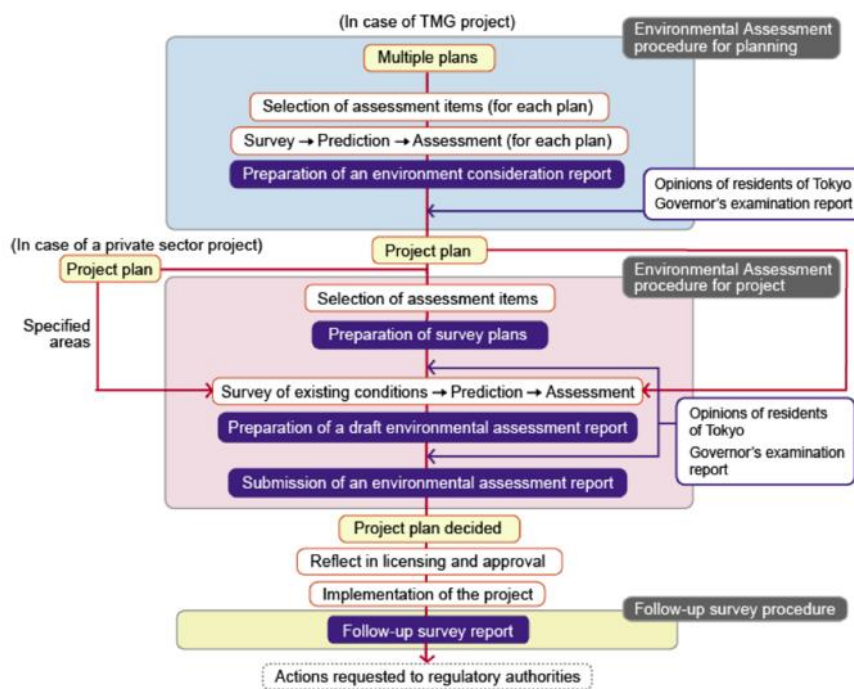 (In case of TMG project)
Environmental Assessment
procedure for planning
Multiple plans
Selection of assessment items (for each plan)
Survey → Prediction → Assessment (for each plan)
Preparation of an environment consideration report
Opinions of residents of Tokyo
Governor's examination report
(In case of a private sector project)
Project plan
Project plan
Environmental Assessment
procedure for project
Selection of assessment items
Specified
areas
Preparation of survey plans
Survey of existing conditions → Prediction → Assessment
Opinions of residents
of Tokyo
Governor's examination
report
Preparation of a draft environmental assessment report
Submission of an environmental assessment report
Project plan decided
Reflect in licensing and approval
Implementation of the project
Follow-up survey procedure
Follow-up survey report
Actions requested to regulatory authorities